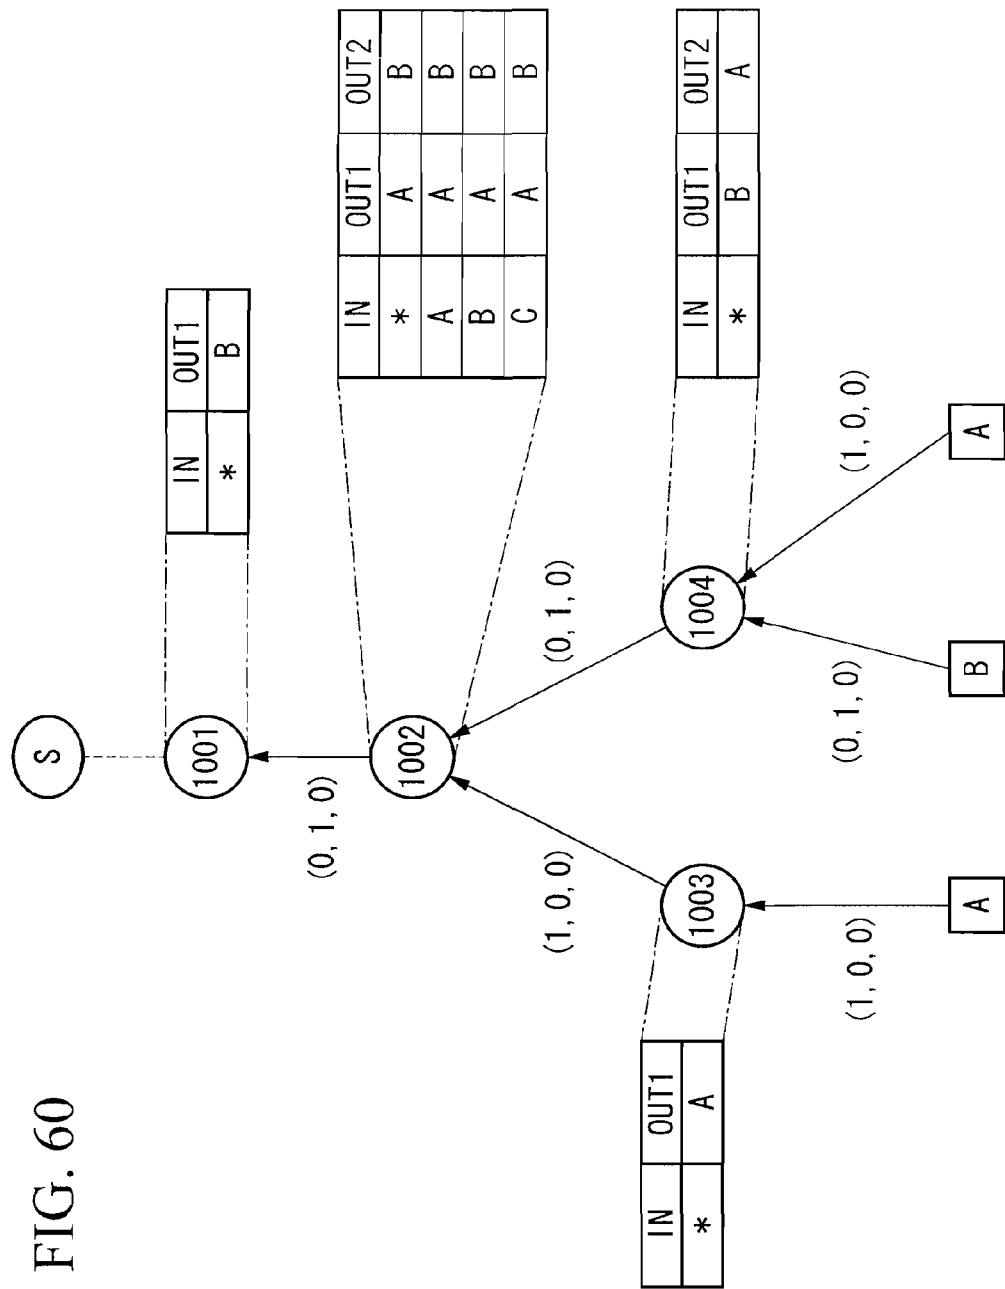 FIG. 60
S
IN OUT1
1001 * B
(0, 1, 0)
IN OUT1 OUT2
* A B
1002
A A B
B A B
C A B
(1, 0, 0) (0, 1, 0)
IN OUT1
* A
1003 1004
IN OUT1 OUT2
* B A
(1, 0, 0) (0, 1, 0) (1, 0, 0)
A B A